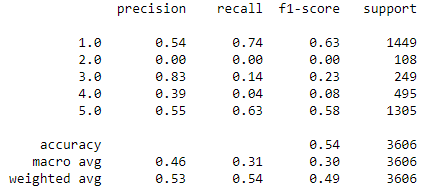 precision recall f1-score support
1.0 0.54 0.74 0.63 1449
2.0 0.00 0.00 0.00 108
3.0 0.83 0.14 0.23 249
4.0 0.39 0.04 0.08 495
5.0 0.55 0.63 0.58 1305
accuracy 0.54 3606
macro avg 0.46 0.31 0.30 3606
weighted avg 0.53 0.54 0.49 3606